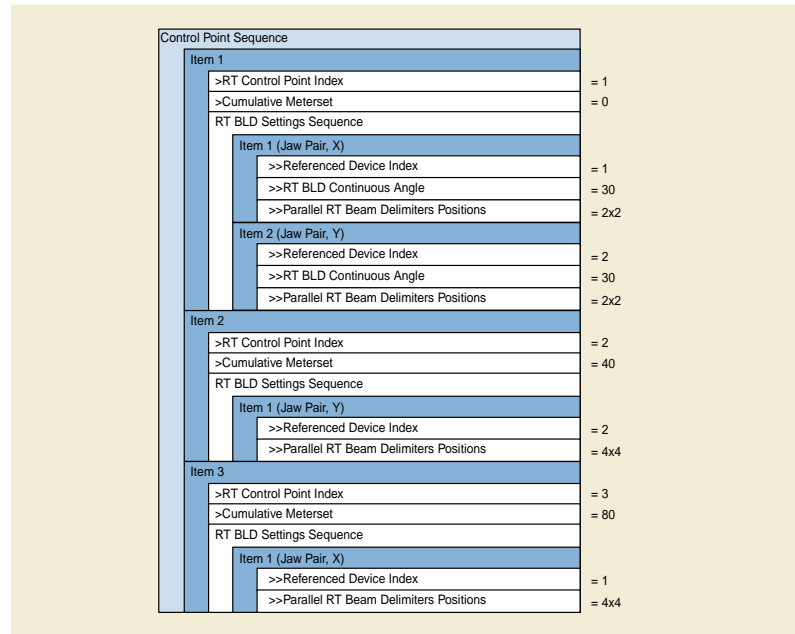 Control Point Sequence
Item 1
>RT Control Point Index = 1
>Cumulative Meterset = 0
RT BLD Settings Sequence
Item 1 (Jaw Pair, X)
>>Referenced Device Index = 1
>>RT BLD Continuous Angle = 30
>>Parallel RT Beam Delimiters Positions = 2x2
Item 2 (Jaw Pair, Y)
>>Referenced Device Index = 2
>>RT BLD Continuous Angle = 30
>>Parallel RT Beam Delimiters Positions = 2x2
Item 2
>RT Control Point Index = 2
>Cumulative Meterset = 40
RT BLD Settings Sequence
Item 1 (Jaw Pair, Y)
>>Referenced Device Index = 2
>>Parallel RT Beam Delimiters Positions = 4x4
Item 3
>RT Control Point Index = 3
>Cumulative Meterset = 80
RT BLD Settings Sequence
Item 1 (Jaw Pair, X)
>>Referenced Device Index = 1
>>Parallel RT Beam Delimiters Positions = 4x4